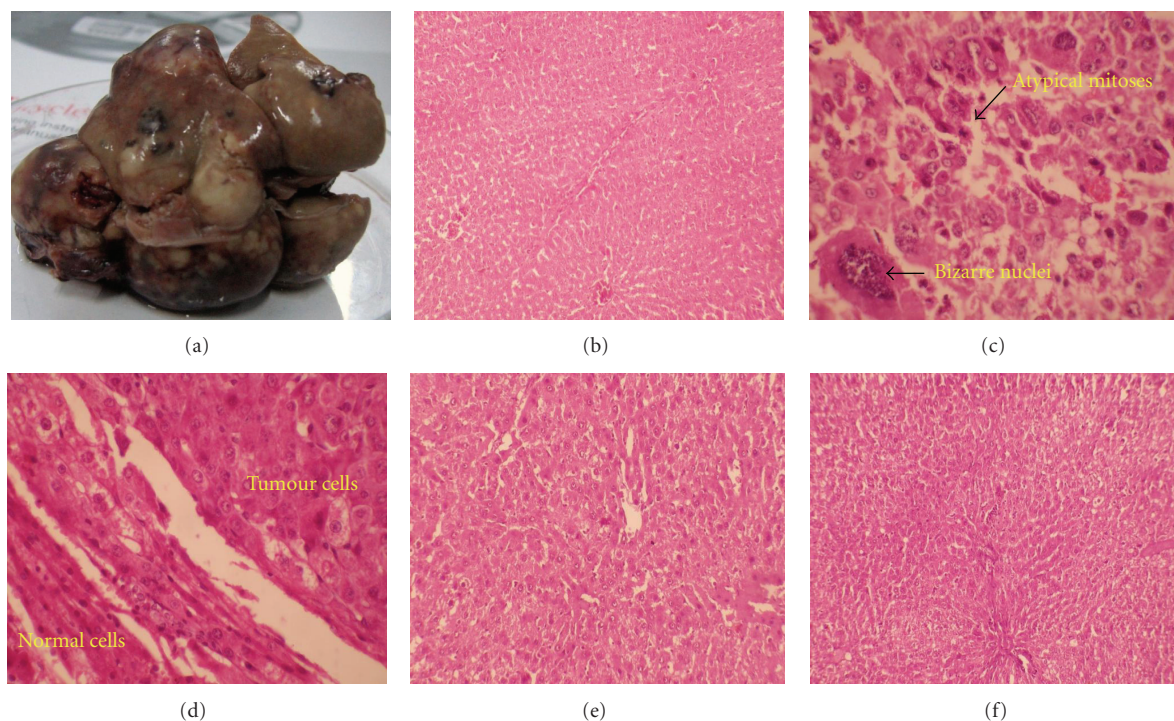 (a)
(b)
Atypical mitoses
Bizarre nuclei
(c)
Tumour cells
Normal cells
(d)
(e)
(f)